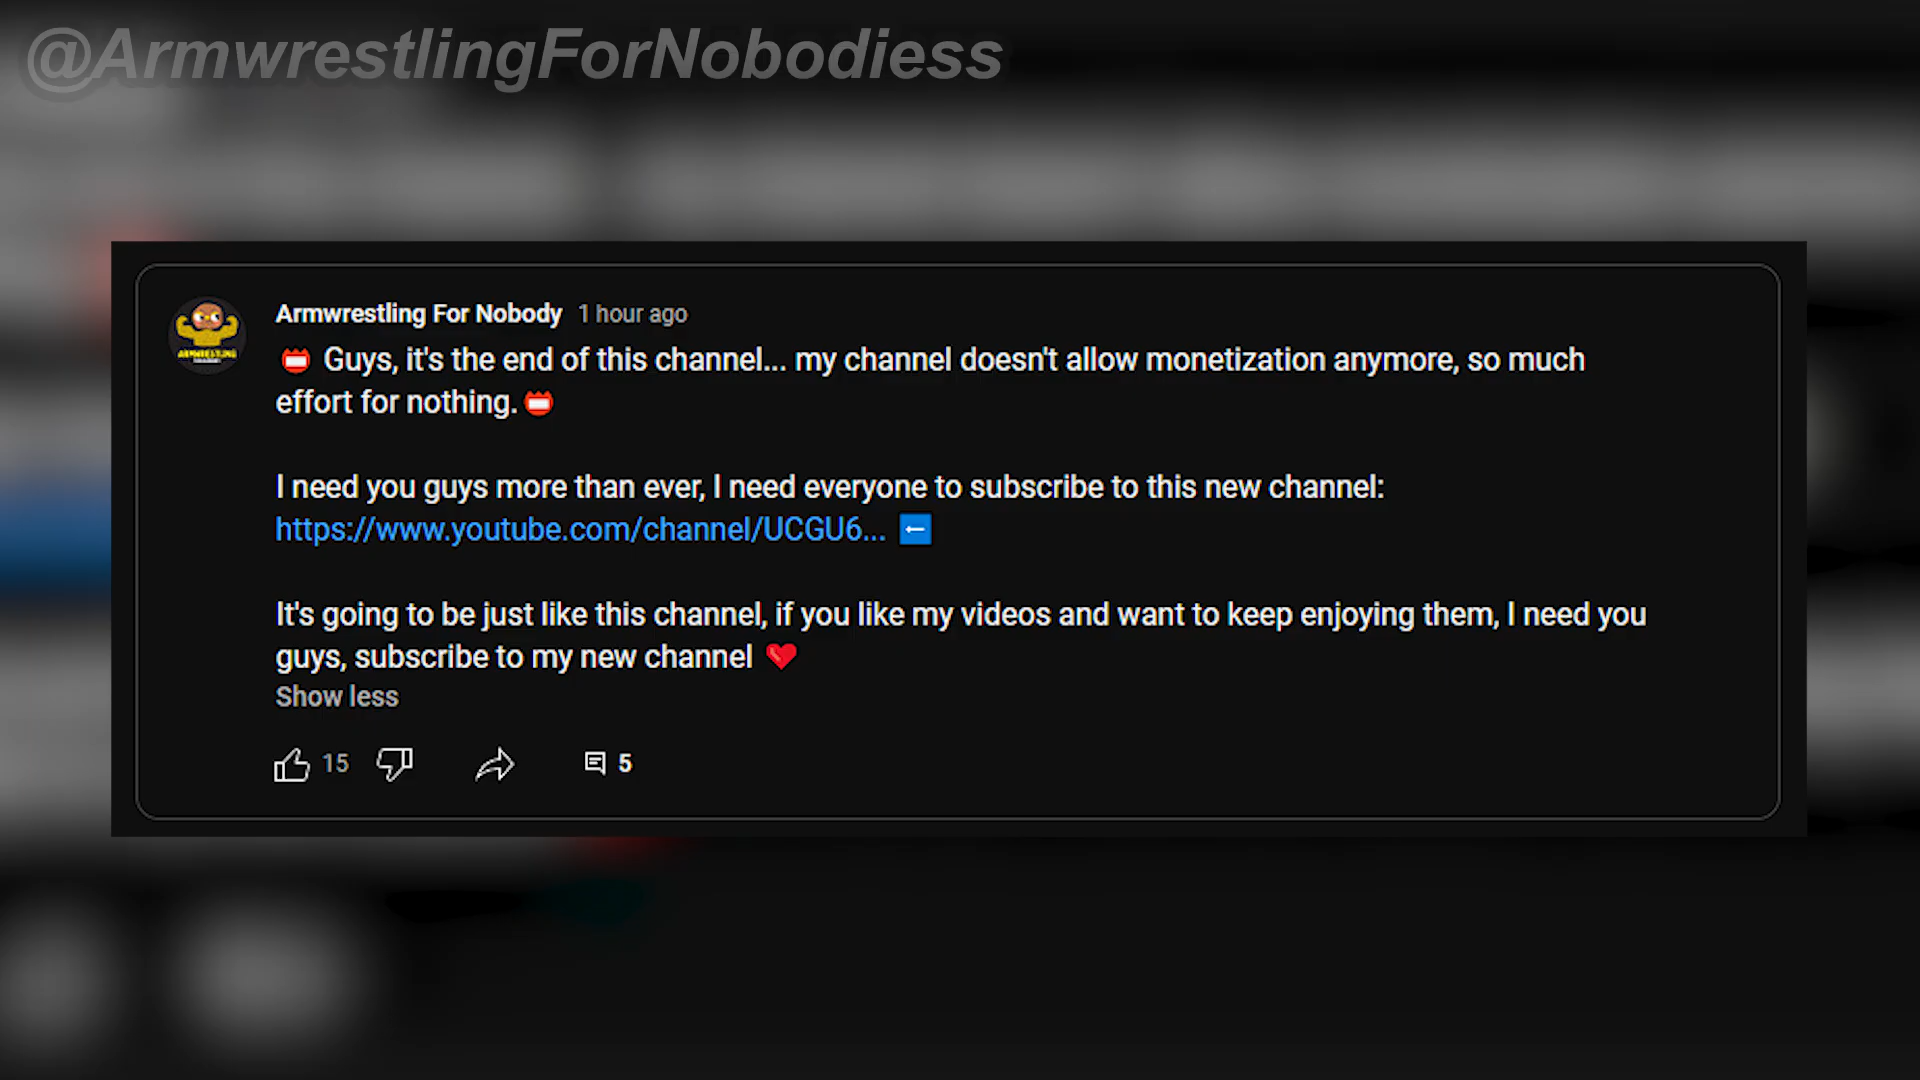 @ArmwrestlingForNobodiess
Armwrestling For Nobody 1 hour ago
📛 Guys, it's the end of this channel... my channel doesn't allow monetization anymore, so much
effort for nothing. 📛
I need you guys more than ever, I need everyone to subscribe to this new channel:
https://www.youtube.com/channel/UCGU6... ⬅️
It's going to be just like this channel, if you like my videos and want to keep enjoying them, I need you
guys, subscribe to my new channel ❤️
Show less
15 5